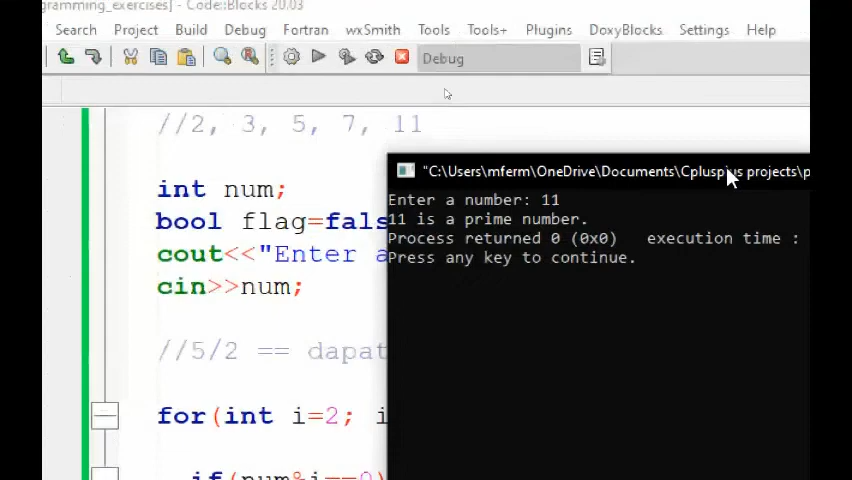 gramming_exercises] - Code::Blocks 20.03
Search Project Build Debug Fortran wxSmith Tools Tools+ Plugins DoxyBlocks Settings Help
Debug
//2, 3, 5, 7, 11
"C:\Users\mferm\OneDrive\Documents\Cplusplus projects\p
int num;
Enter a number: 11
11 is a prime number.
bool flag=fals
Process returned 0 (0x0) execution time :
cout<<"Enter a
Press any key to continue.
cin>>num;
//5/2 == dapat
for(int i=2; i
if(num%i==0)